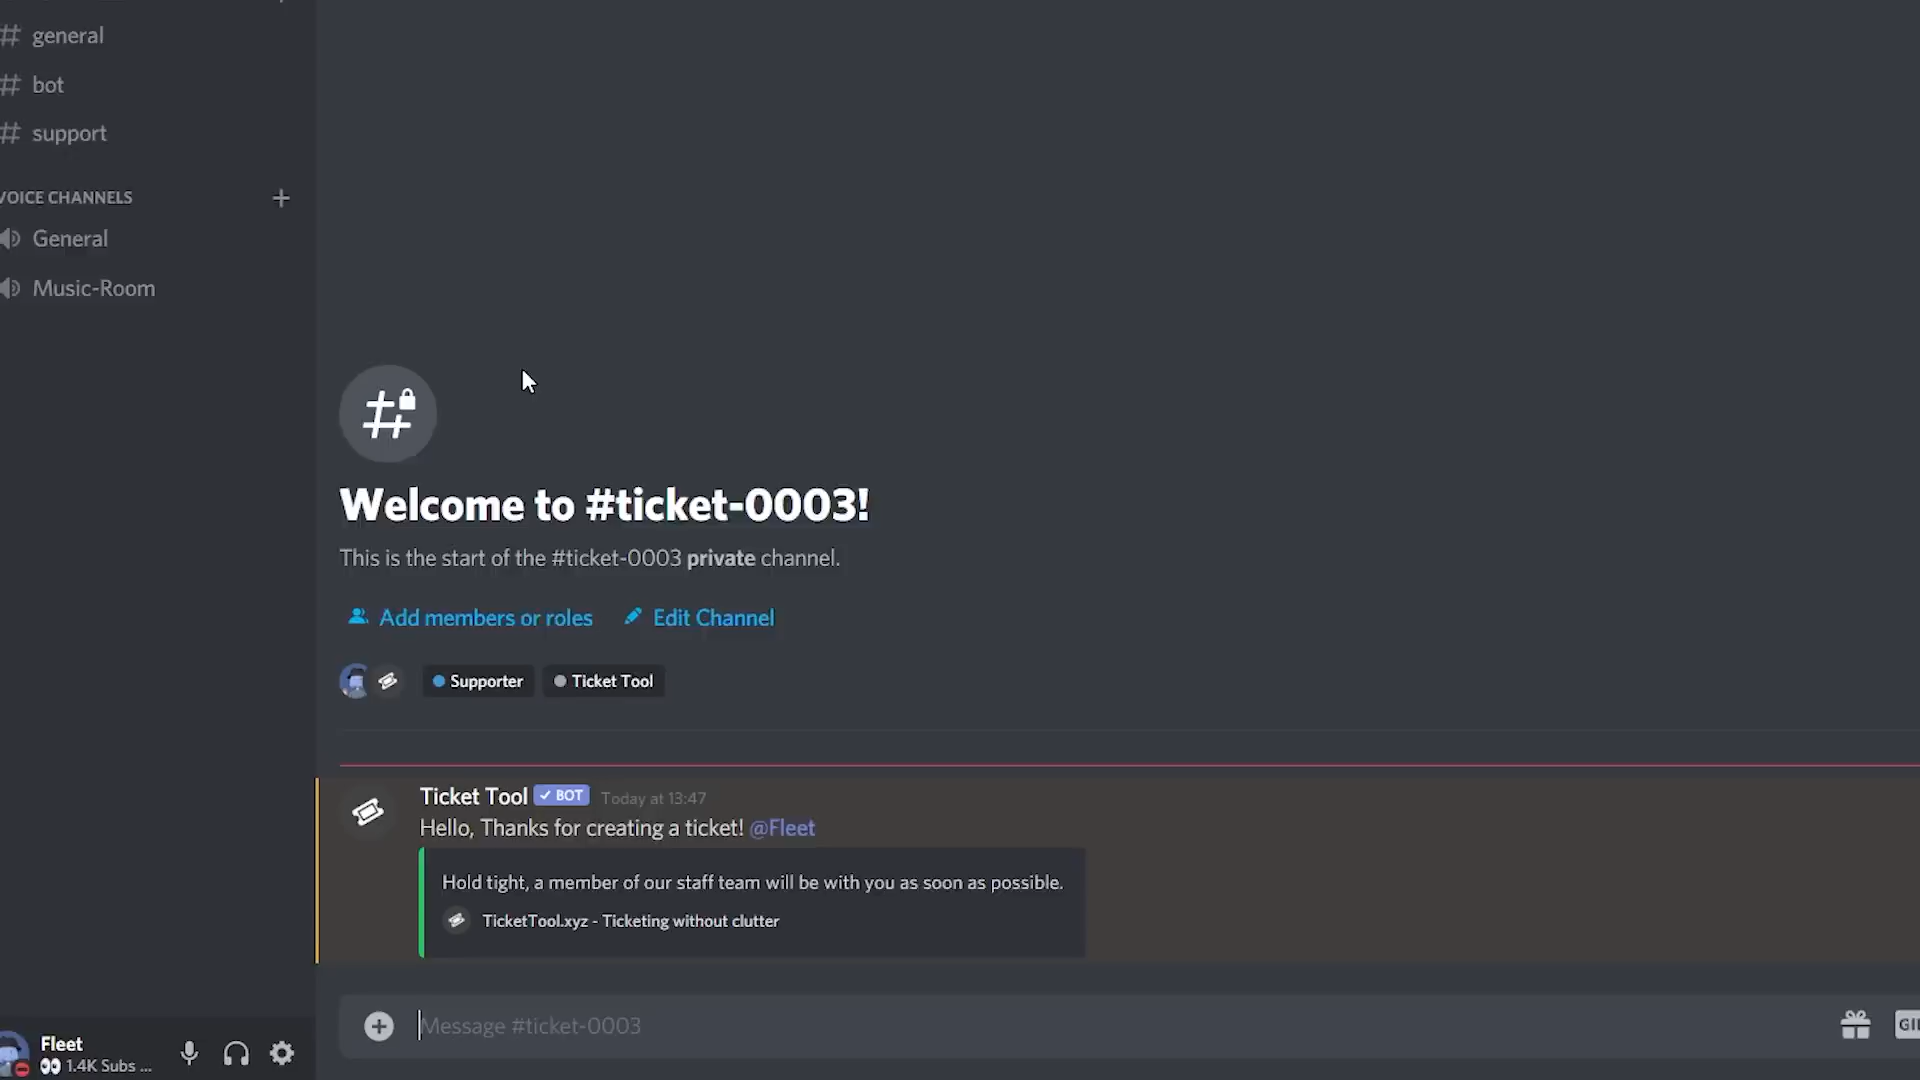 general
bot
support
VOICE CHANNELS
General
Music-Room
Welcome to #ticket-0003!
This is the start of the #ticket-0003 private channel.
Add members or roles
Edit Channel
Supporter
Ticket Tool
Ticket Tool BOT Today at 13:47
Hello, Thanks for creating a ticket! @Fleet
Hold tight, a member of our staff team will be with you as soon as possible.
TicketTool.xyz - Ticketing without clutter
Message #ticket-0003
Fleet
1.4K Subs ...